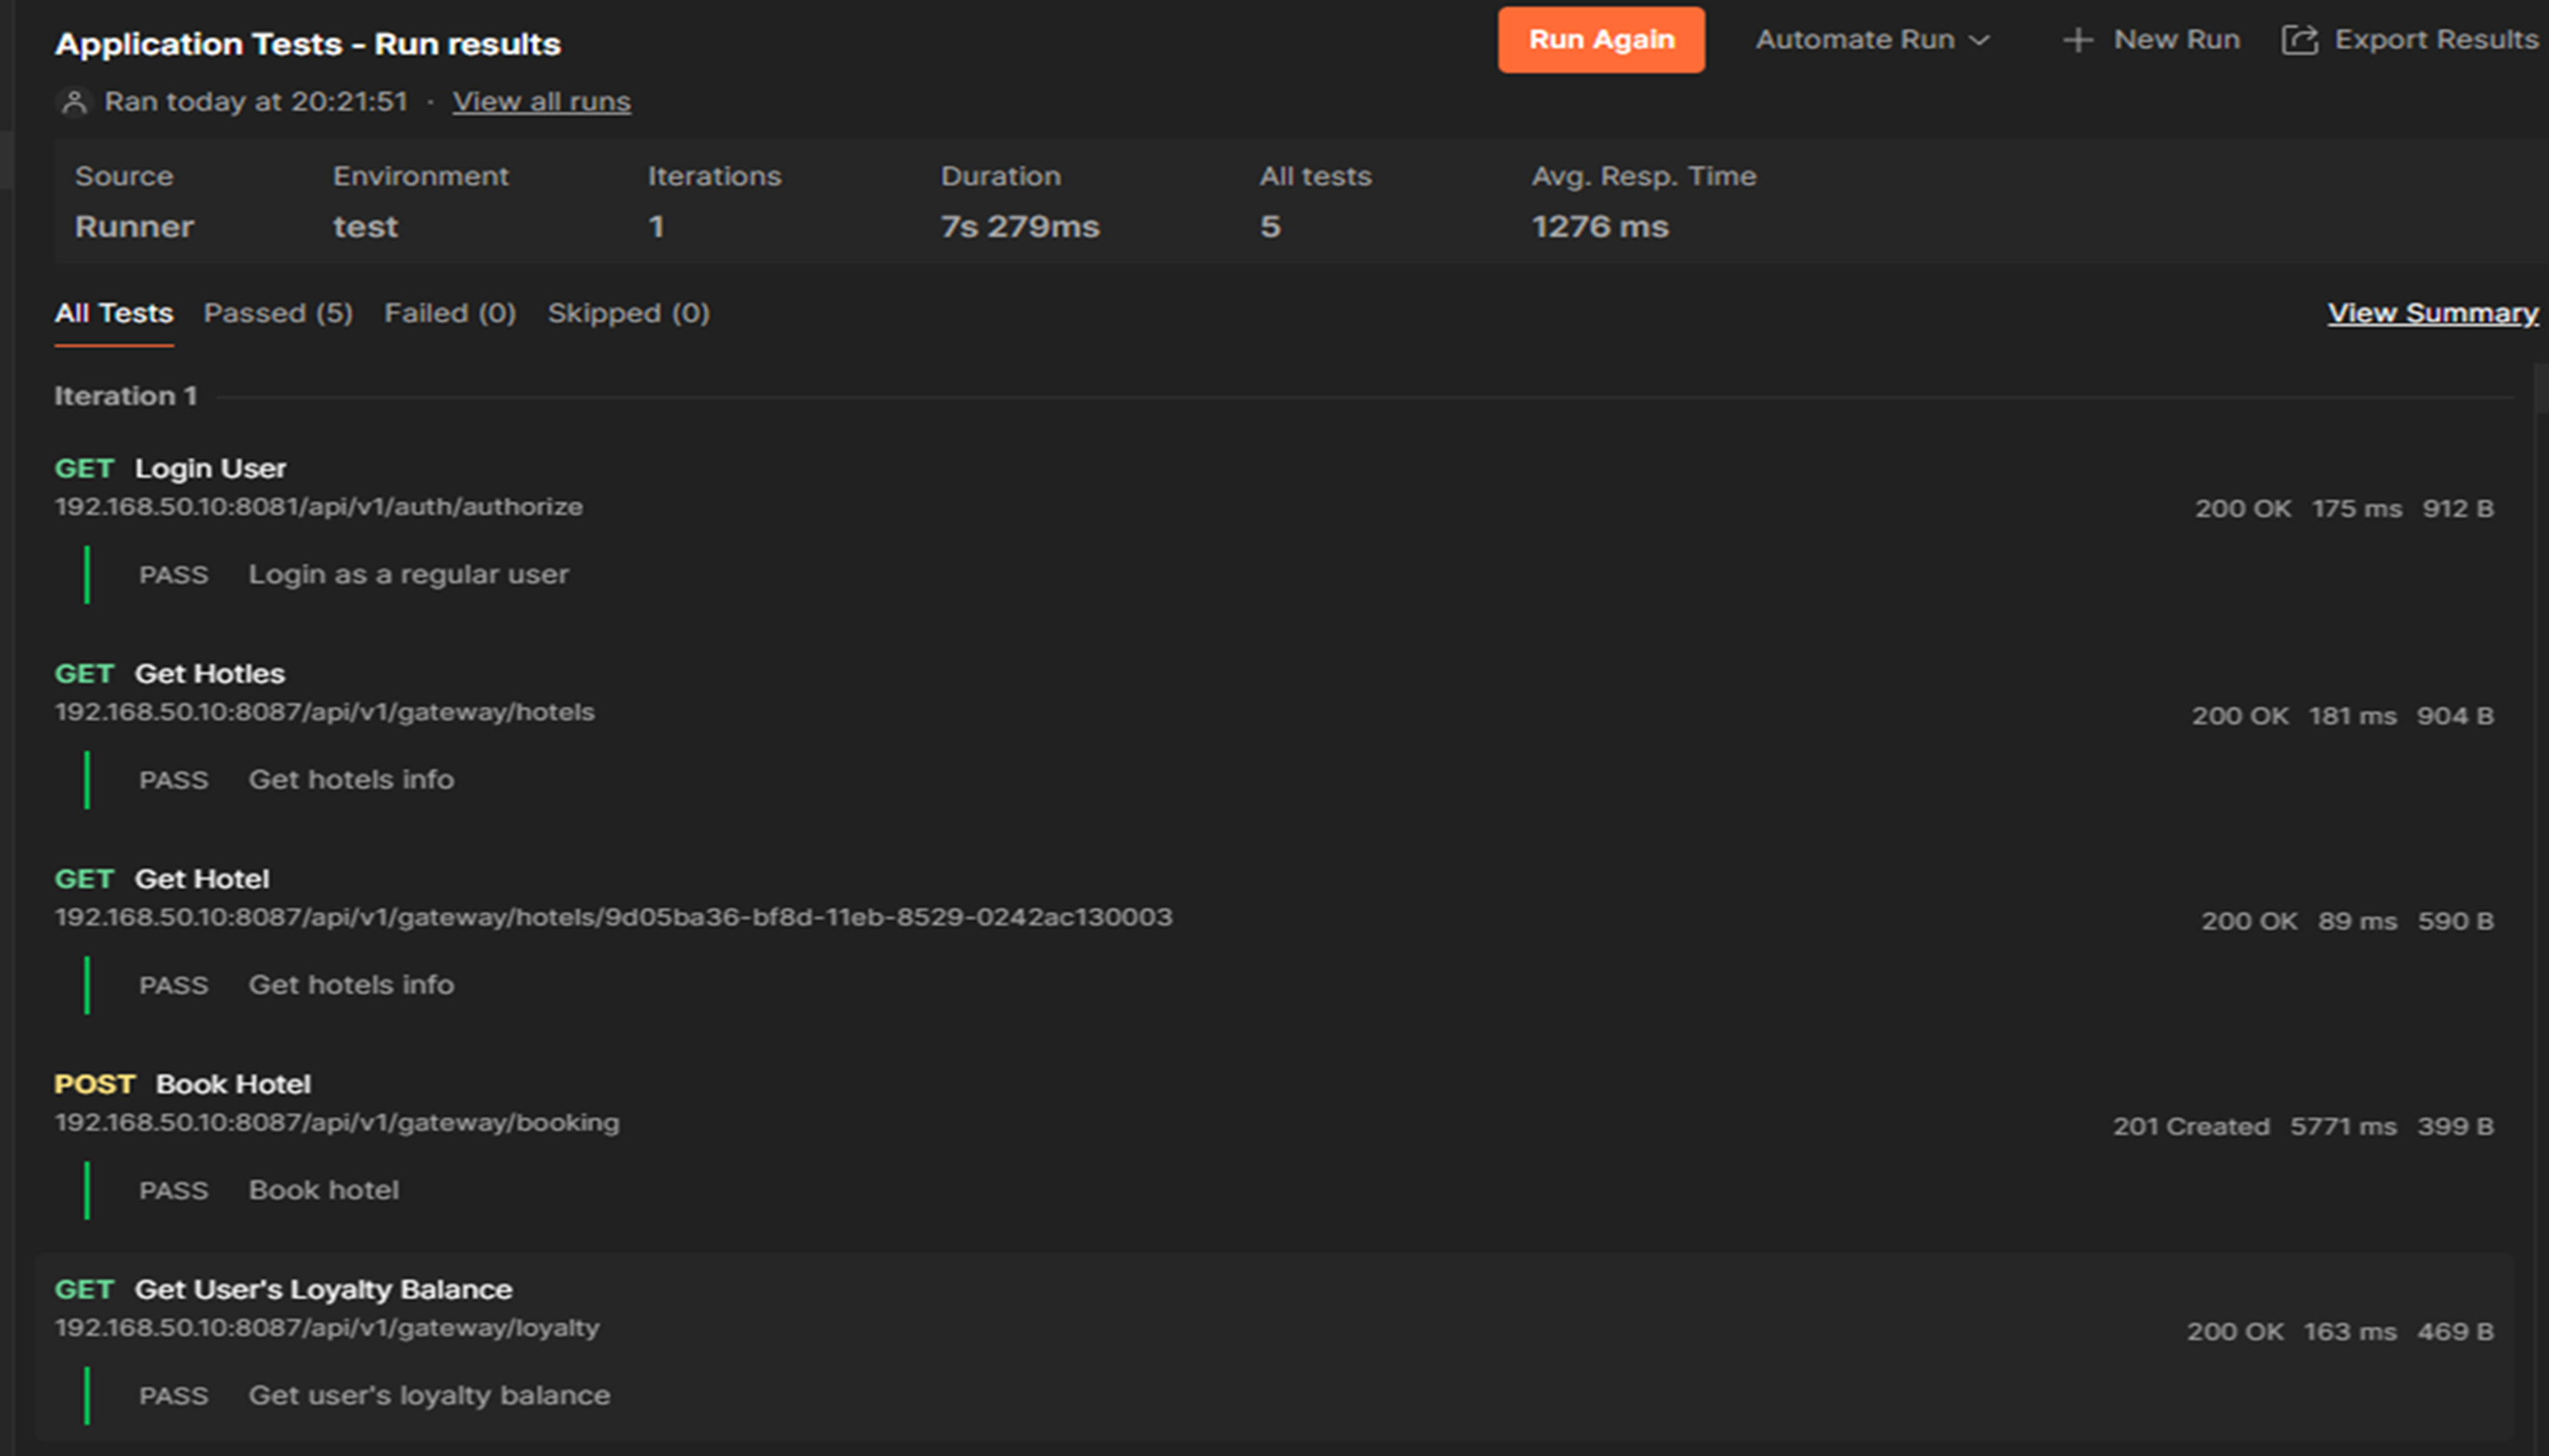 Application Tests - Run results
Run Again
Automate Run
New Run
Export Results
Ran today at 20:21:51 · View all runs
Source Environment Iterations Duration All tests Avg. Resp. Time
Runner test 1 7s 279ms 5 1276 ms
All Tests Passed (5) Failed (0) Skipped (0) View Summary
Iteration 1
GET Login User
192.168.50.10:8081/api/v1/auth/authorize 200 OK 175 ms 912 B
PASS Login as a regular user
GET Get Hotles
192.168.50.10:8087/api/v1/gateway/hotels 200 OK 181 ms 904 B
PASS Get hotels info
GET Get Hotel
192.168.50.10:8087/api/v1/gateway/hotels/9d05ba36-bf8d-11eb-8529-0242ac130003 200 OK 89 ms 590 B
PASS Get hotels info
POST Book Hotel
192.168.50.10:8087/api/v1/gateway/booking 201 Created 5771 ms 399 B
PASS Book hotel
GET Get User's Loyalty Balance
192.168.50.10:8087/api/v1/gateway/loyalty 200 OK 163 ms 469 B
PASS Get user's loyalty balance